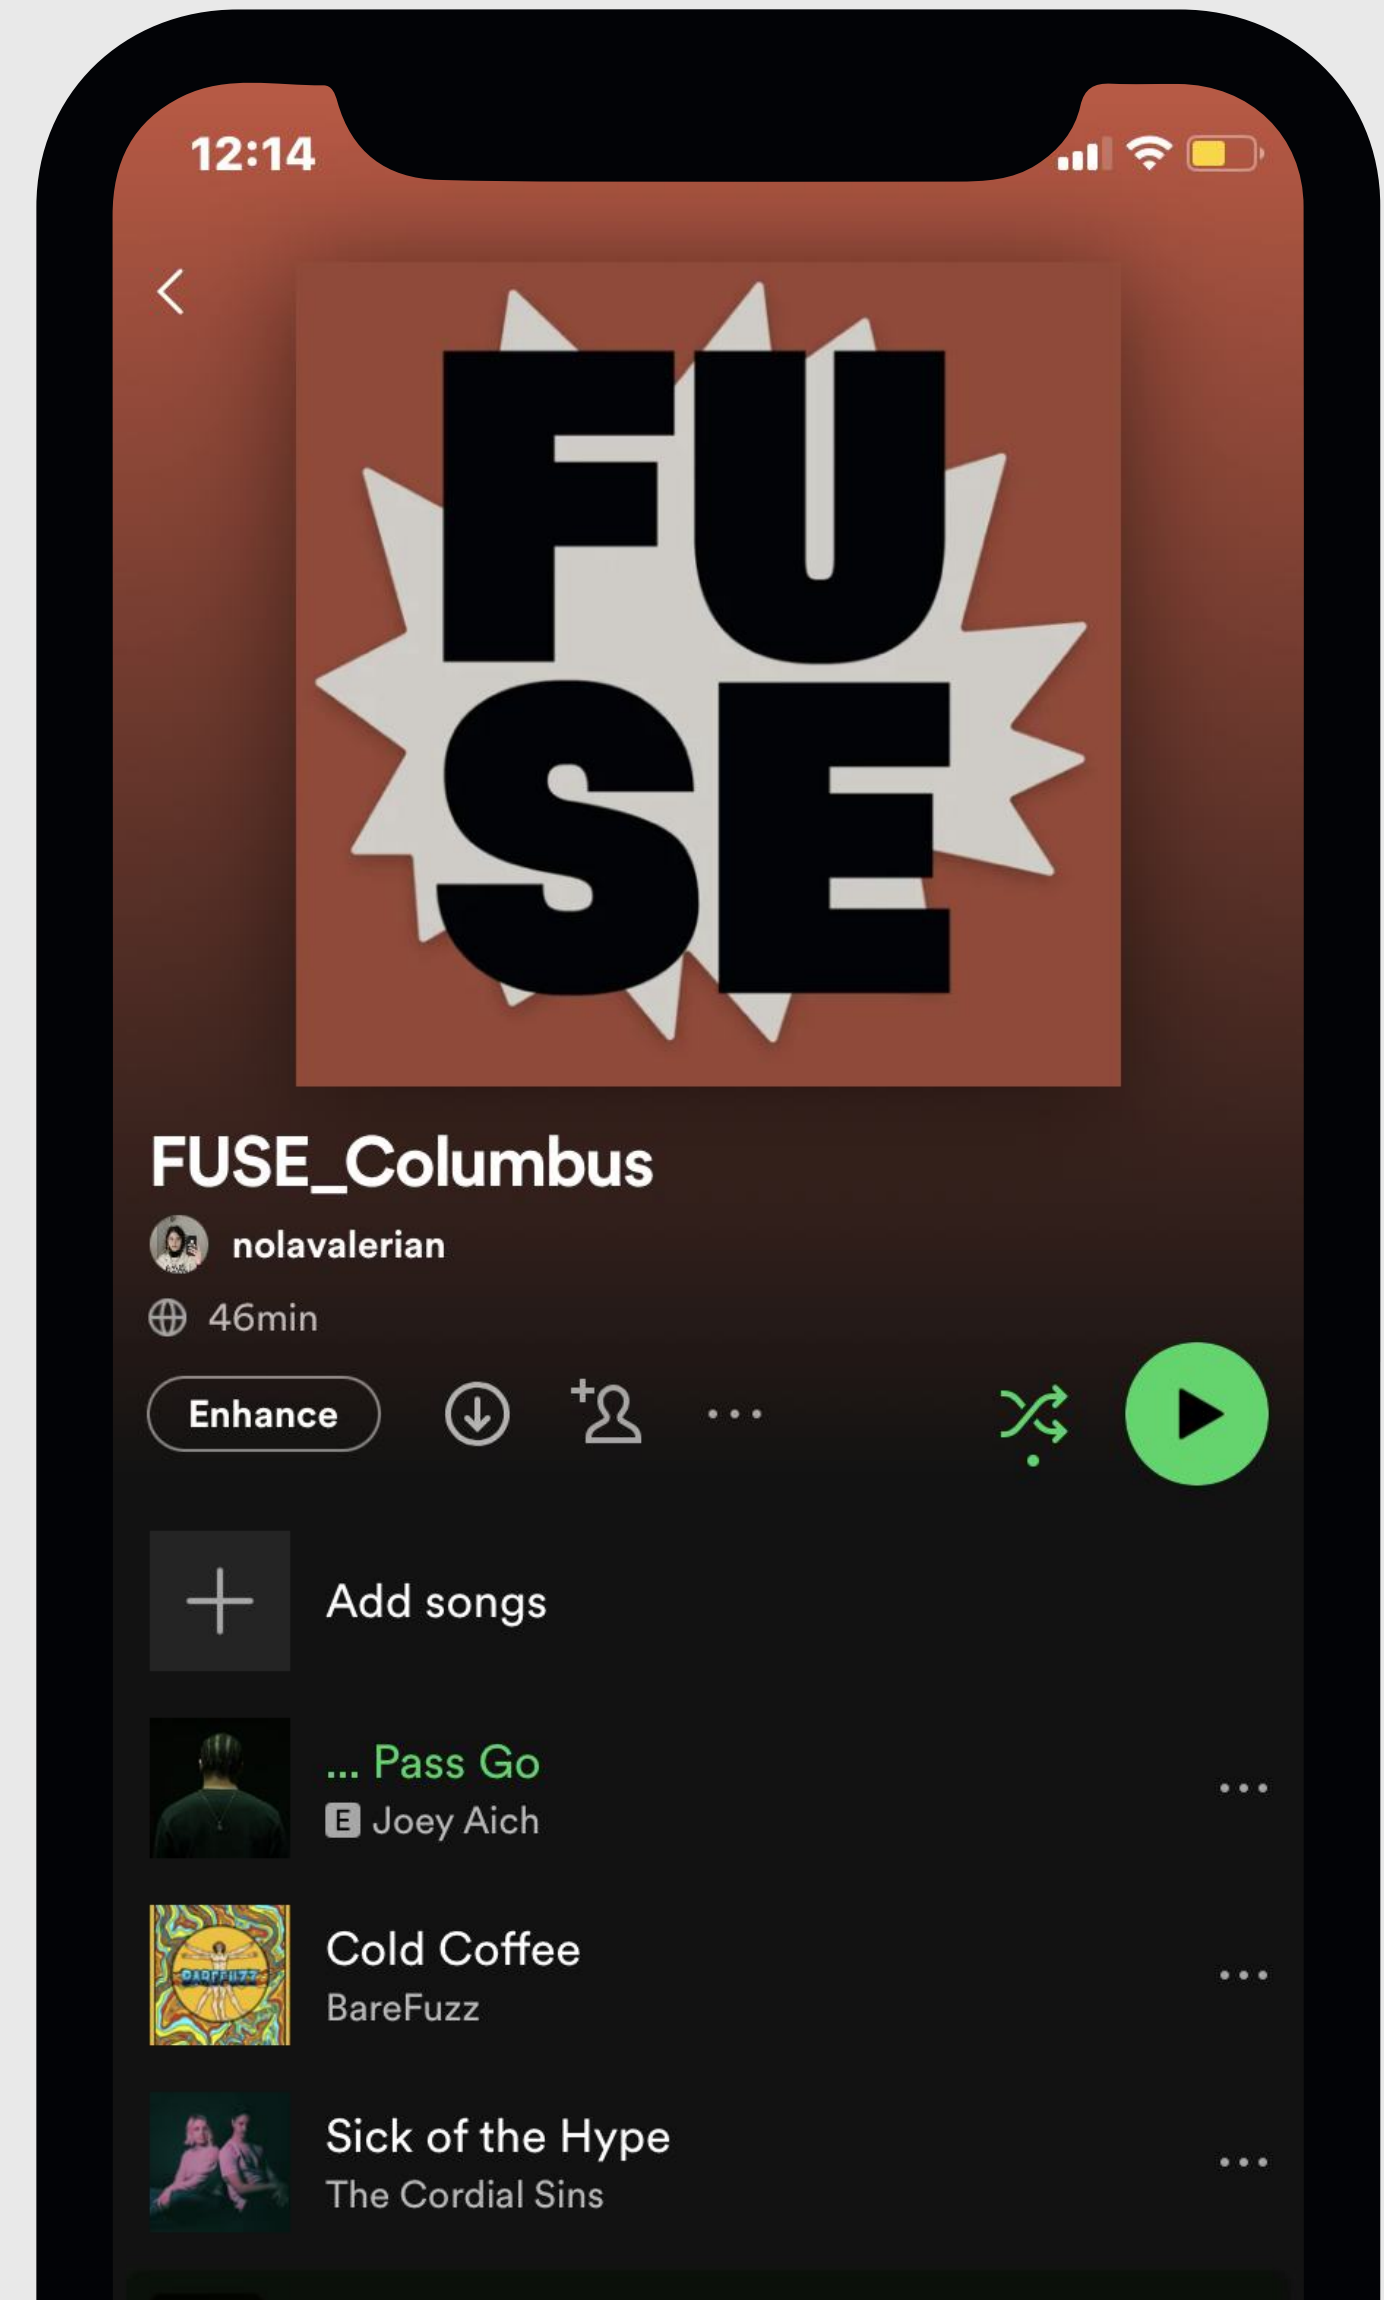 12:14
FU
SE
FUSE_Columbus
nolavalerian
46min
Enhance
Add songs
... Pass Go
E Joey Aich
BAREFUZZ
Cold Coffee
BareFuzz
Sick of the Hype
The Cordial Sins